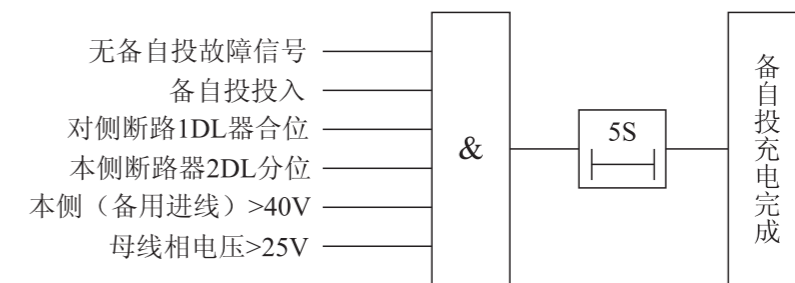 无备自投故障信号
备自投投入
对侧断路1DL器合位
本侧断路器2DL分位
本侧（备用进线）>40V
母线相电压>25V
&
5S
备自投充电完成